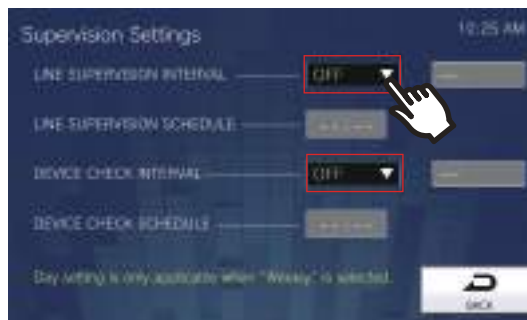 Supervision Settings 10:25 AM
LINE SUPERVISION INTERVAL OFF --
LINE SUPERVISION SCHEDULE --:--
DEVICE CHECK INTERVAL OFF --
DEVICE CHECK SCHEDULE --:--
Day setting is only applicable when "Weekly" is selected.
BACK